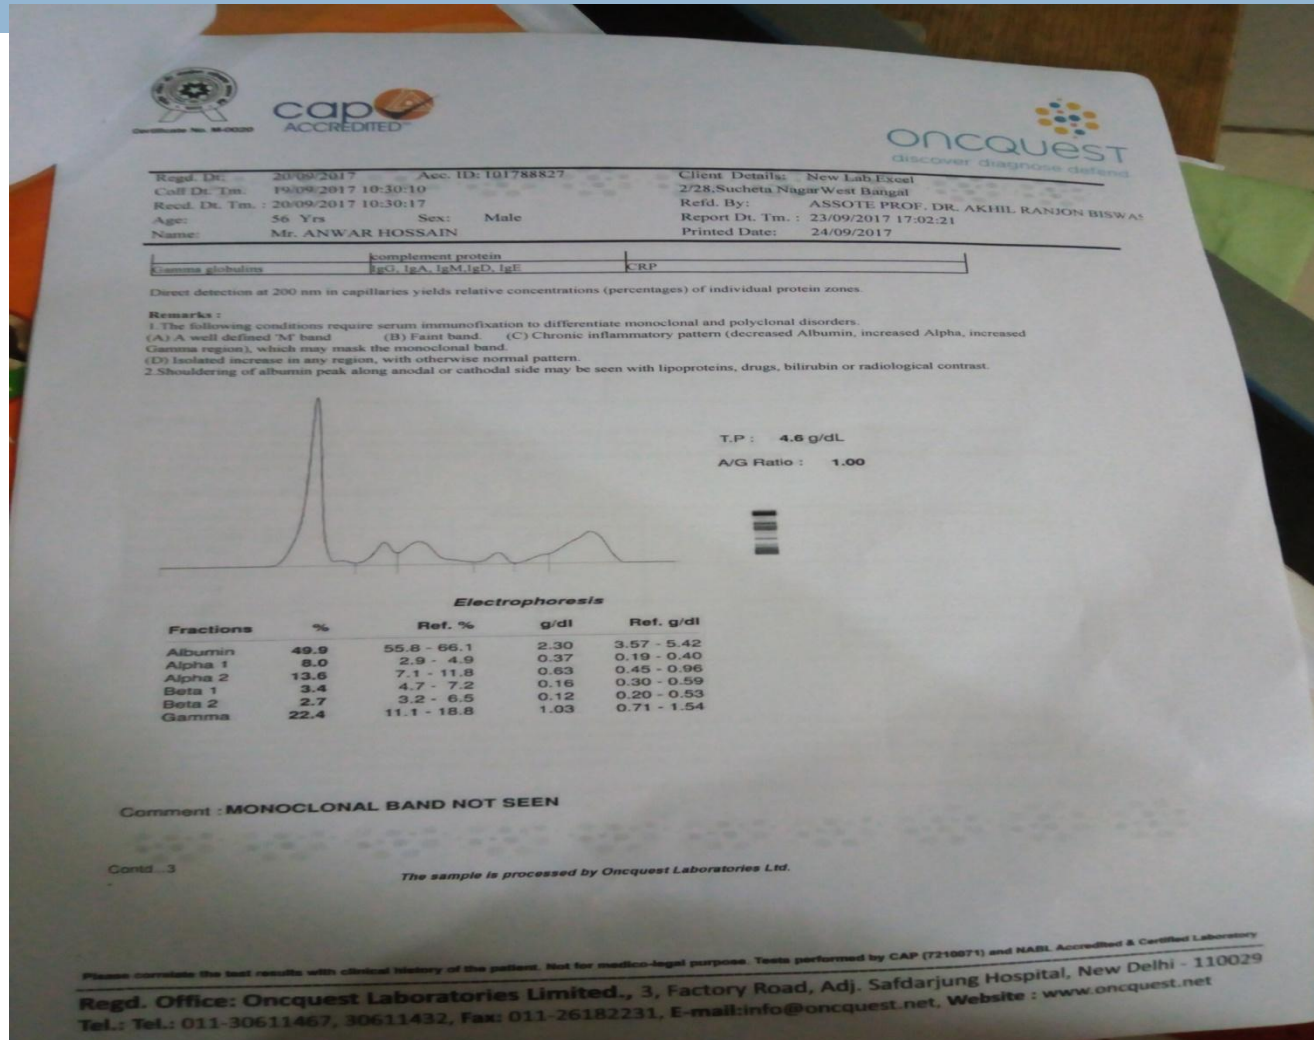 Certificate No. M-0020
cap
ACCREDITED
oncquest
discover diagnose defend
Regd. Dt: 20/09/2017 Acc. ID: 101788827
Coll Dt. Tm. 19/09/2017 10:30:10
Recd. Dt. Tm. : 20/09/2017 10:30:17
Age: 56 Yrs Sex: Male
Name: Mr. ANWAR HOSSAIN
Client Details: New Lab Excel
2/28,Sucheta NagarWest Bangal
Refd. By: ASSOTE PROF. DR. AKHIL RANJON BISWAS
Report Dt. Tm. : 23/09/2017 17:02:21
Printed Date: 24/09/2017
complement protein
Gamma globulins IgG, IgA, IgM,IgD, IgE CRP
Direct detection at 200 nm in capillaries yields relative concentrations (percentages) of individual protein zones.
Remarks :
1.The following conditions require serum immunofixation to differentiate monoclonal and polyclonal disorders.
(A) A well defined 'M' band (B) Faint band. (C) Chronic inflammatory pattern (decreased Albumin, increased Alpha, increased
Gamma region), which may mask the monoclonal band.
(D) Isolated increase in any region, with otherwise normal pattern.
2.Shouldering of albumin peak along anodal or cathodal side may be seen with lipoproteins, drugs, bilirubin or radiological contrast.
T.P : 4.6 g/dL
A/G Ratio : 1.00
Electrophoresis
Fractions % Ref. % g/dl Ref. g/dl
Albumin 49.9 55.8 - 66.1 2.30 3.57 - 5.42
Alpha 1 8.0 2.9 - 4.9 0.37 0.19 - 0.40
Alpha 2 13.6 7.1 - 11.8 0.63 0.45 - 0.96
Beta 1 3.4 4.7 - 7.2 0.16 0.30 - 0.59
Beta 2 2.7 3.2 - 6.5 0.12 0.20 - 0.53
Gamma 22.4 11.1 - 18.8 1.03 0.71 - 1.54
Comment : MONOCLONAL BAND NOT SEEN
Contd...3
The sample is processed by Oncquest Laboratories Ltd.
Please correlate the test results with clinical history of the patient. Not for medico-legal purpose. Tests performed by CAP (7210071) and NABL Accredited & Certified Laboratory
Regd. Office: Oncquest Laboratories Limited., 3, Factory Road, Adj. Safdarjung Hospital, New Delhi - 110029
Tel.: Tel.: 011-30611467, 30611432, Fax: 011-26182231, E-mail:info@oncquest.net, Website : www.oncquest.net